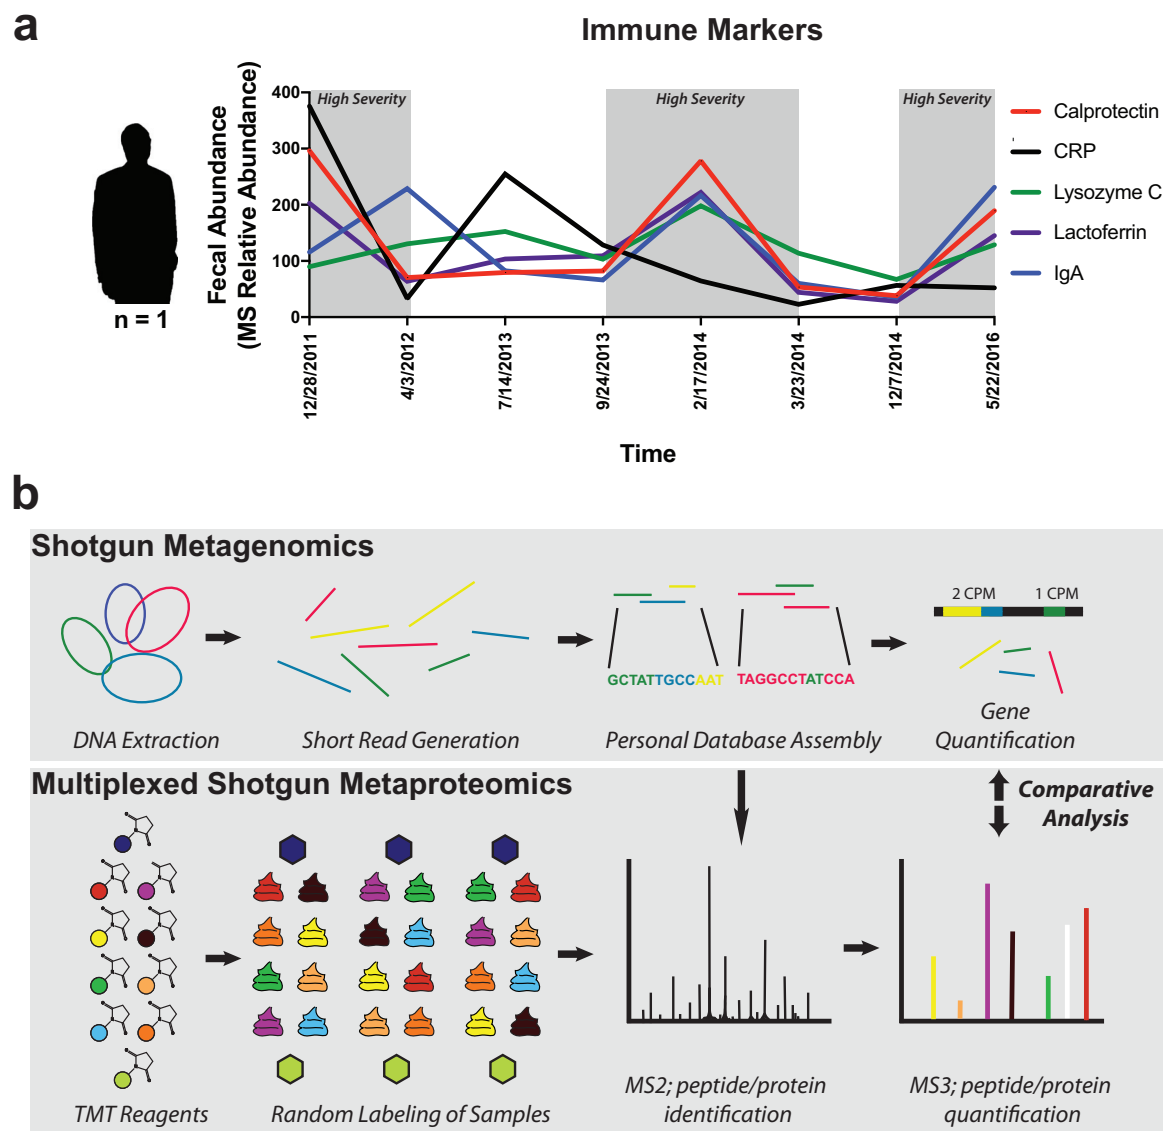 a
Immune Markers
Fecal Abundance
(MS Relative Abundance)
400
300
200
100
0
High Severity
High Severity
High Severity
Calprotectin
CRP
Lysozyme C
Lactoferrin
IgA
n = 1
12/28/2011
4/3/2012
7/14/2013
9/24/2013
2/17/2014
3/23/2014
12/7/2014
5/22/2016
Time
b
Shotgun Metagenomics
2 CPM
1 CPM
GCTATTGCCAAT
TAGGCCTATCCA
DNA Extraction
Short Read Generation
Personal Database Assembly
Gene
Quantification
Multiplexed Shotgun Metaproteomics
Comparative
Analysis
N
N
N
N
N
N
N
N
N
N
TMT Reagents
Random Labeling of Samples
MS2; peptide/protein
identification
MS3; peptide/protein
quantification